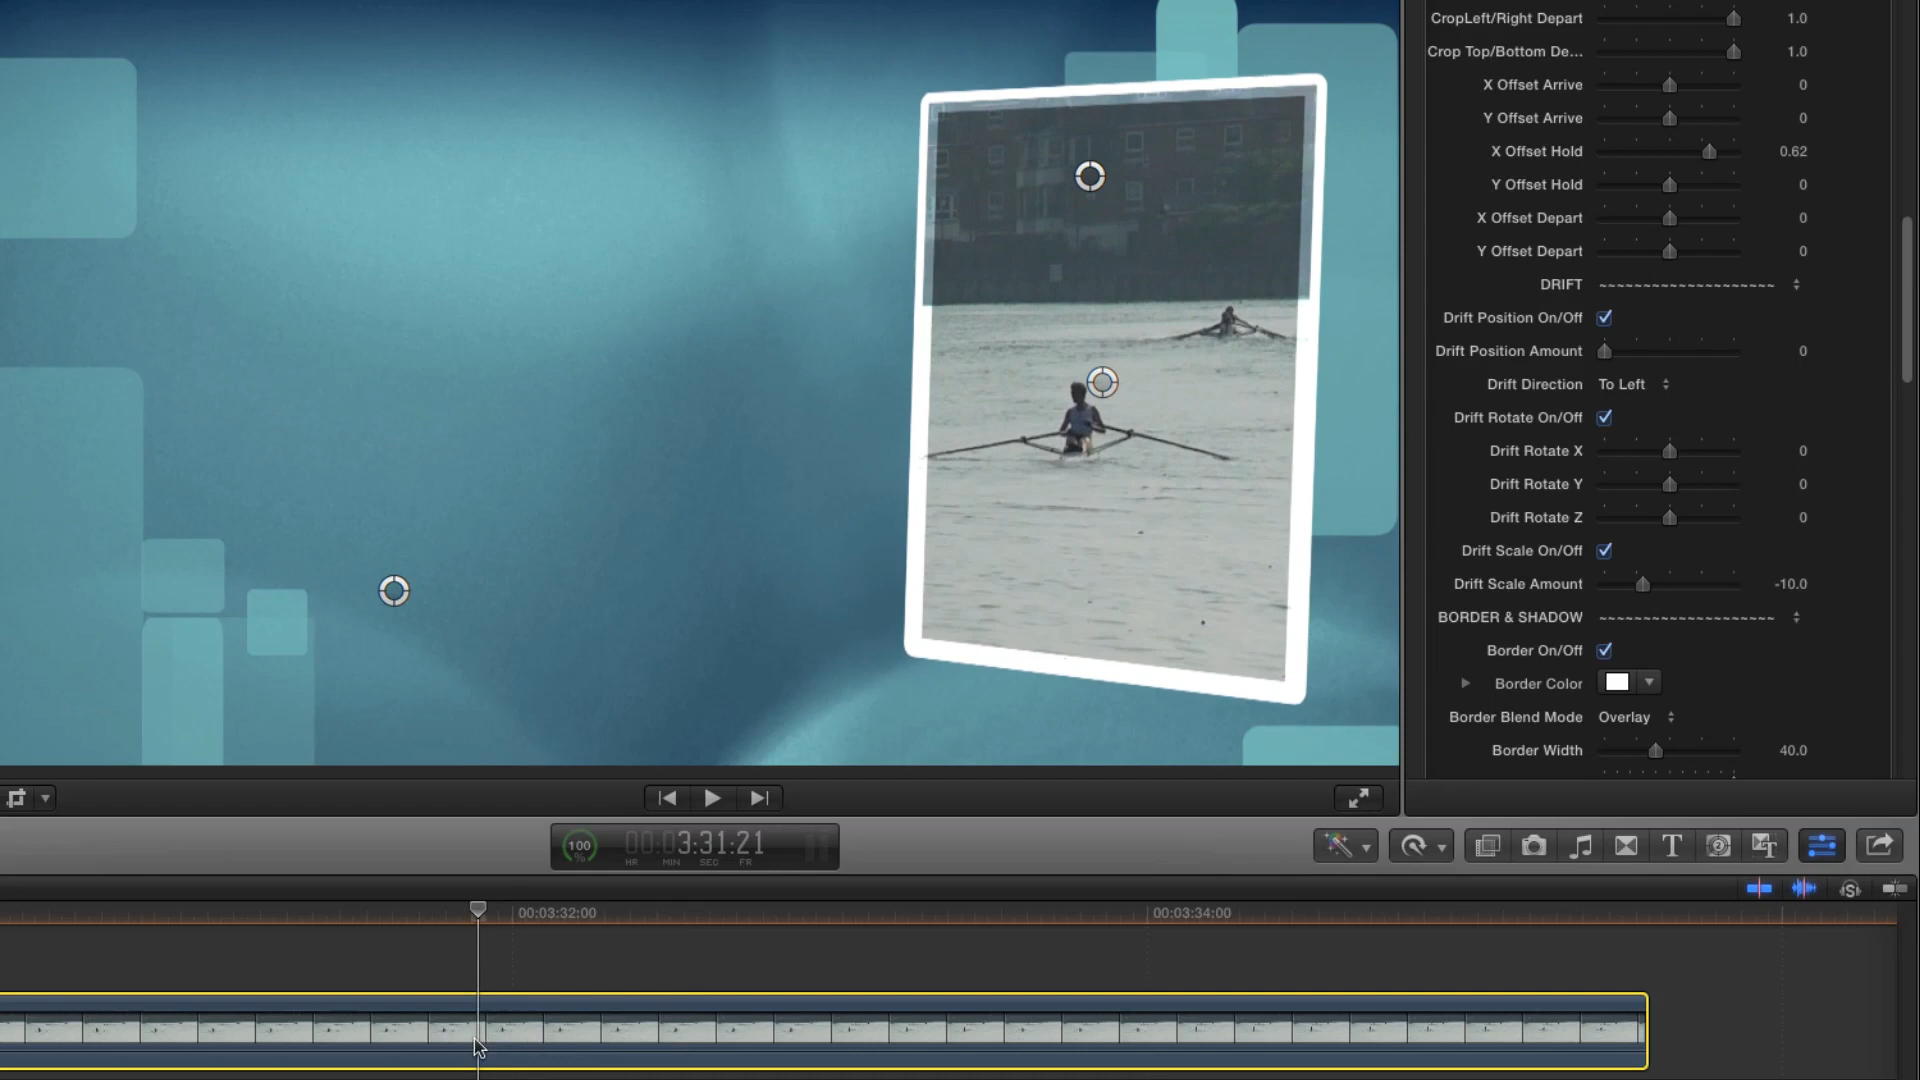 CropLeft/Right Depart 1.0
Crop Top/Bottom De... 1.0
X Offset Arrive 0
Y Offset Arrive 0
X Offset Hold 0.62
Y Offset Hold 0
X Offset Depart 0
Y Offset Depart 0
DRIFT ~~~~~~~~~~~~~~~~~~~~
Drift Position On/Off
Drift Position Amount 0
Drift Direction To Left
Drift Rotate On/Off
Drift Rotate X 0
Drift Rotate Y 0
Drift Rotate Z 0
Drift Scale On/Off
Drift Scale Amount -10.0
BORDER & SHADOW ~~~~~~~~~~~~~~~~~~~~
Border On/Off
Border Color
Border Blend Mode Overlay
Border Width 40.0
100 % 00:03:31:21
HR MIN SEC FR
00:03:32:00 00:03:34:00